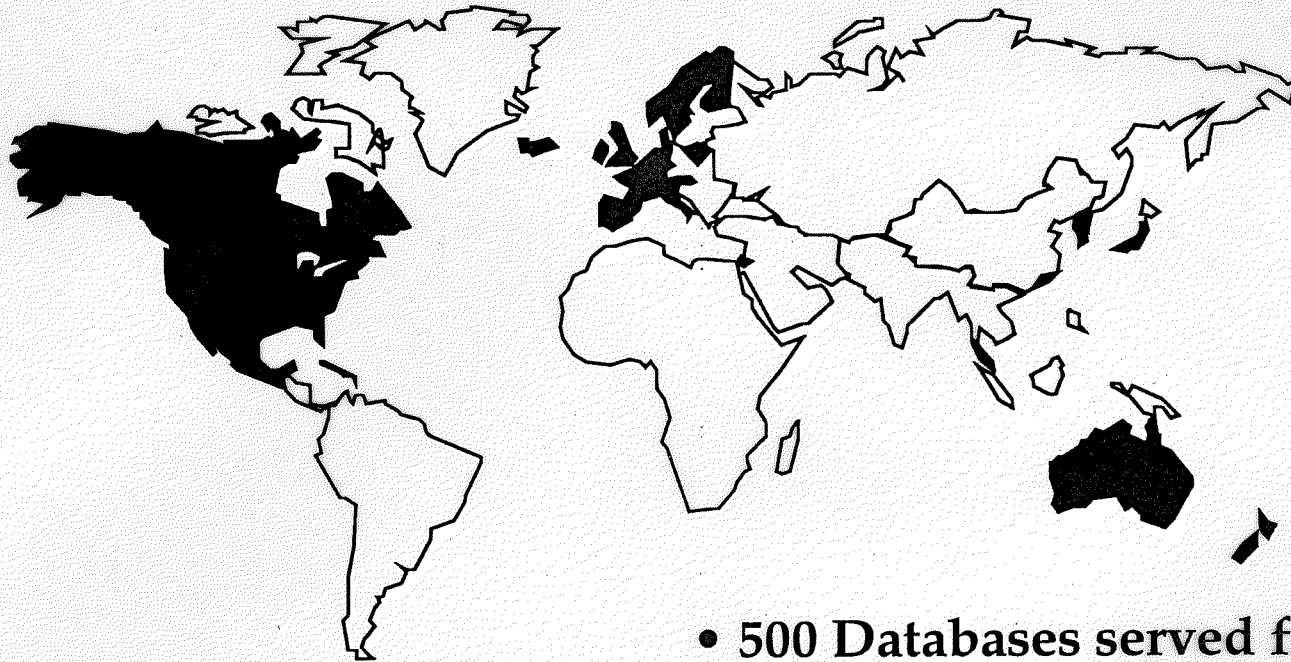 • 500 Databases served f